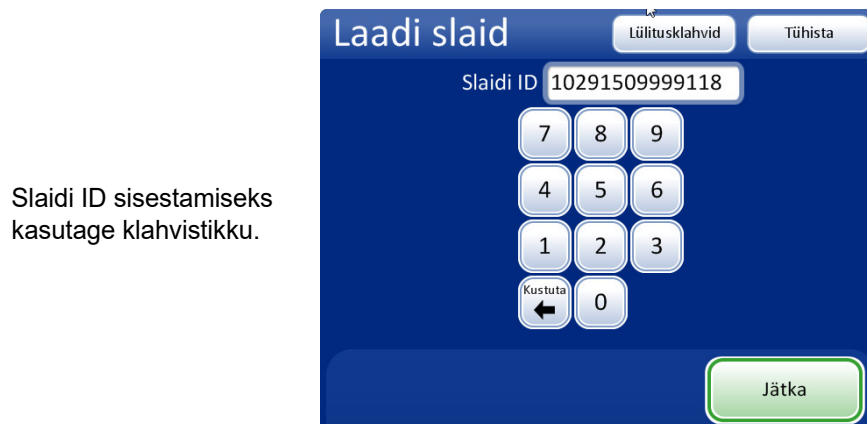 Slaidi ID sisestamiseks
kasutage klahvistikku.
Laadi slaid
Lülitusklahvid
Tühista
Slaidi ID 10291509999118
7 8 9
4 5 6
1 2 3
Kustuta 0
Jätka